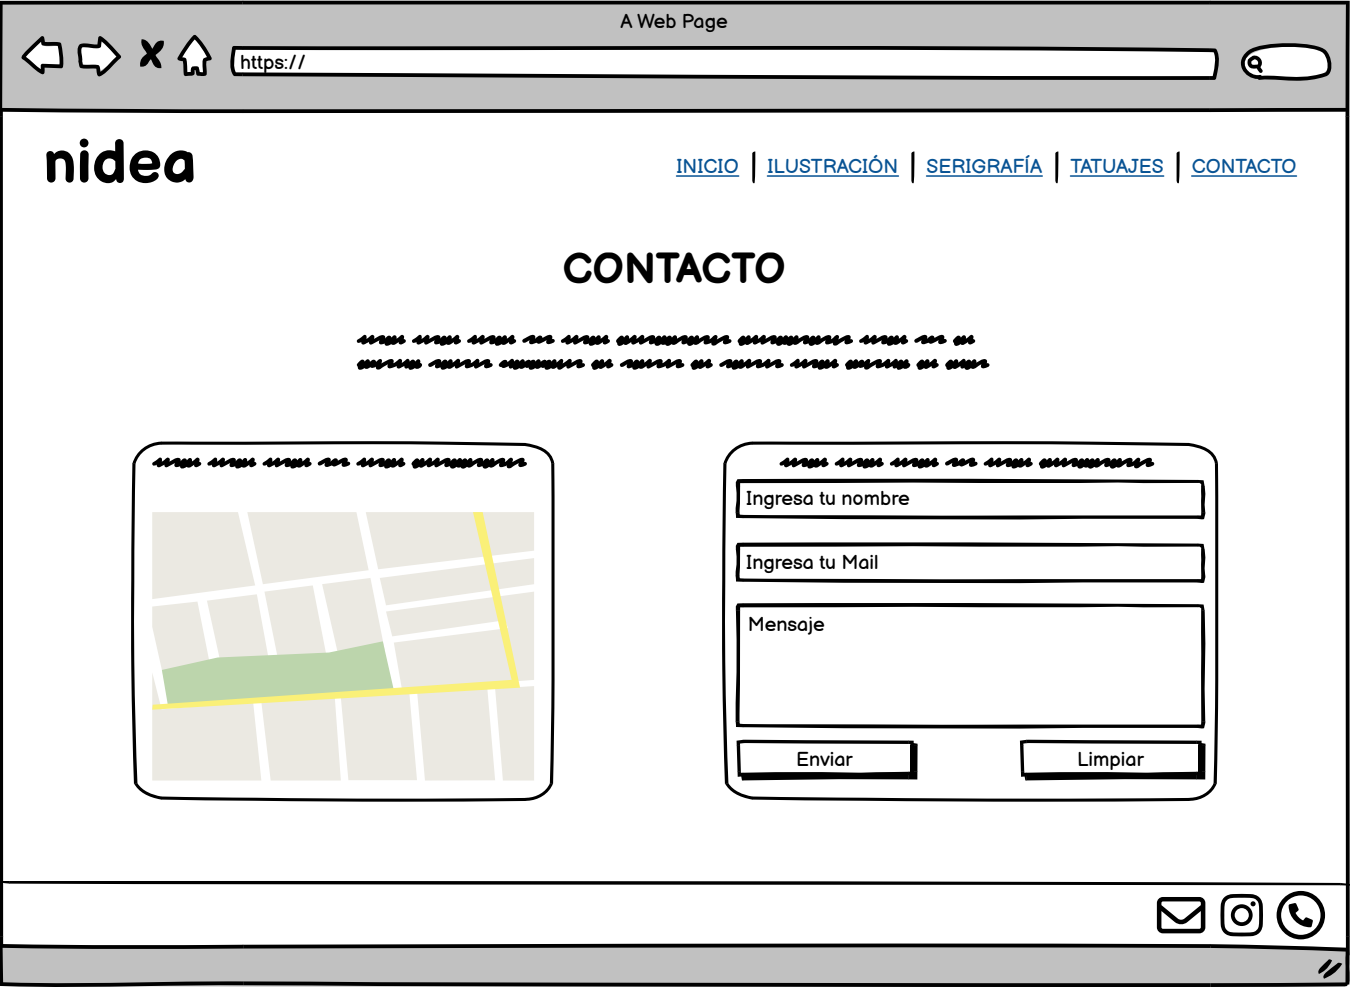 A Web Page
https://
nidea
INICIO | ILUSTRACIÓN | SERIGRAFÍA | TATUAJES | CONTACTO
CONTACTO
Ingresa tu nombre
Ingresa tu Mail
Mensaje
Enviar
Limpiar